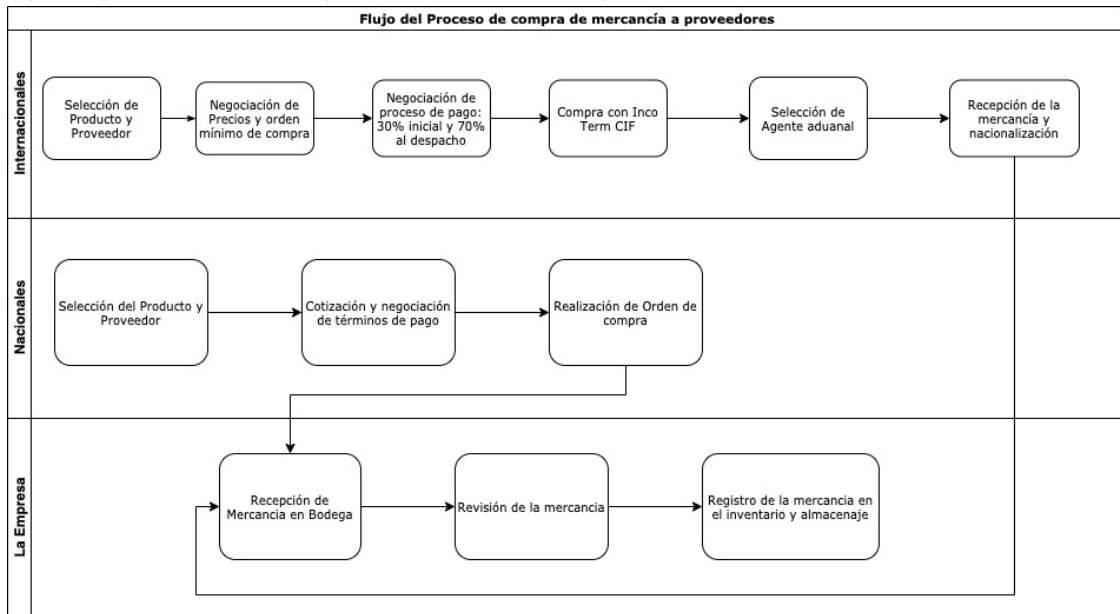 Flujo del Proceso de compra de mercancía a proveedores
Internacionales
Selección de
Producto y
Proveedor
Negociación de
Precios y orden
mínimo de compra
Negociación de
proceso de pago:
30% inicial y 70%
al despacho
Compra con Inco
Term CIF
Selección de
Agente aduanal
Recepción de la
mercancía y
nacionalización
Nacionales
Selección del Producto y
Proveedor
Cotización y negociación
de términos de pago
Realización de Orden de
compra
La Empresa
Recepción de
Mercancia en Bodega
Revisión de la mercancia
Registro de la mercancia en
el inventario y almacenaje